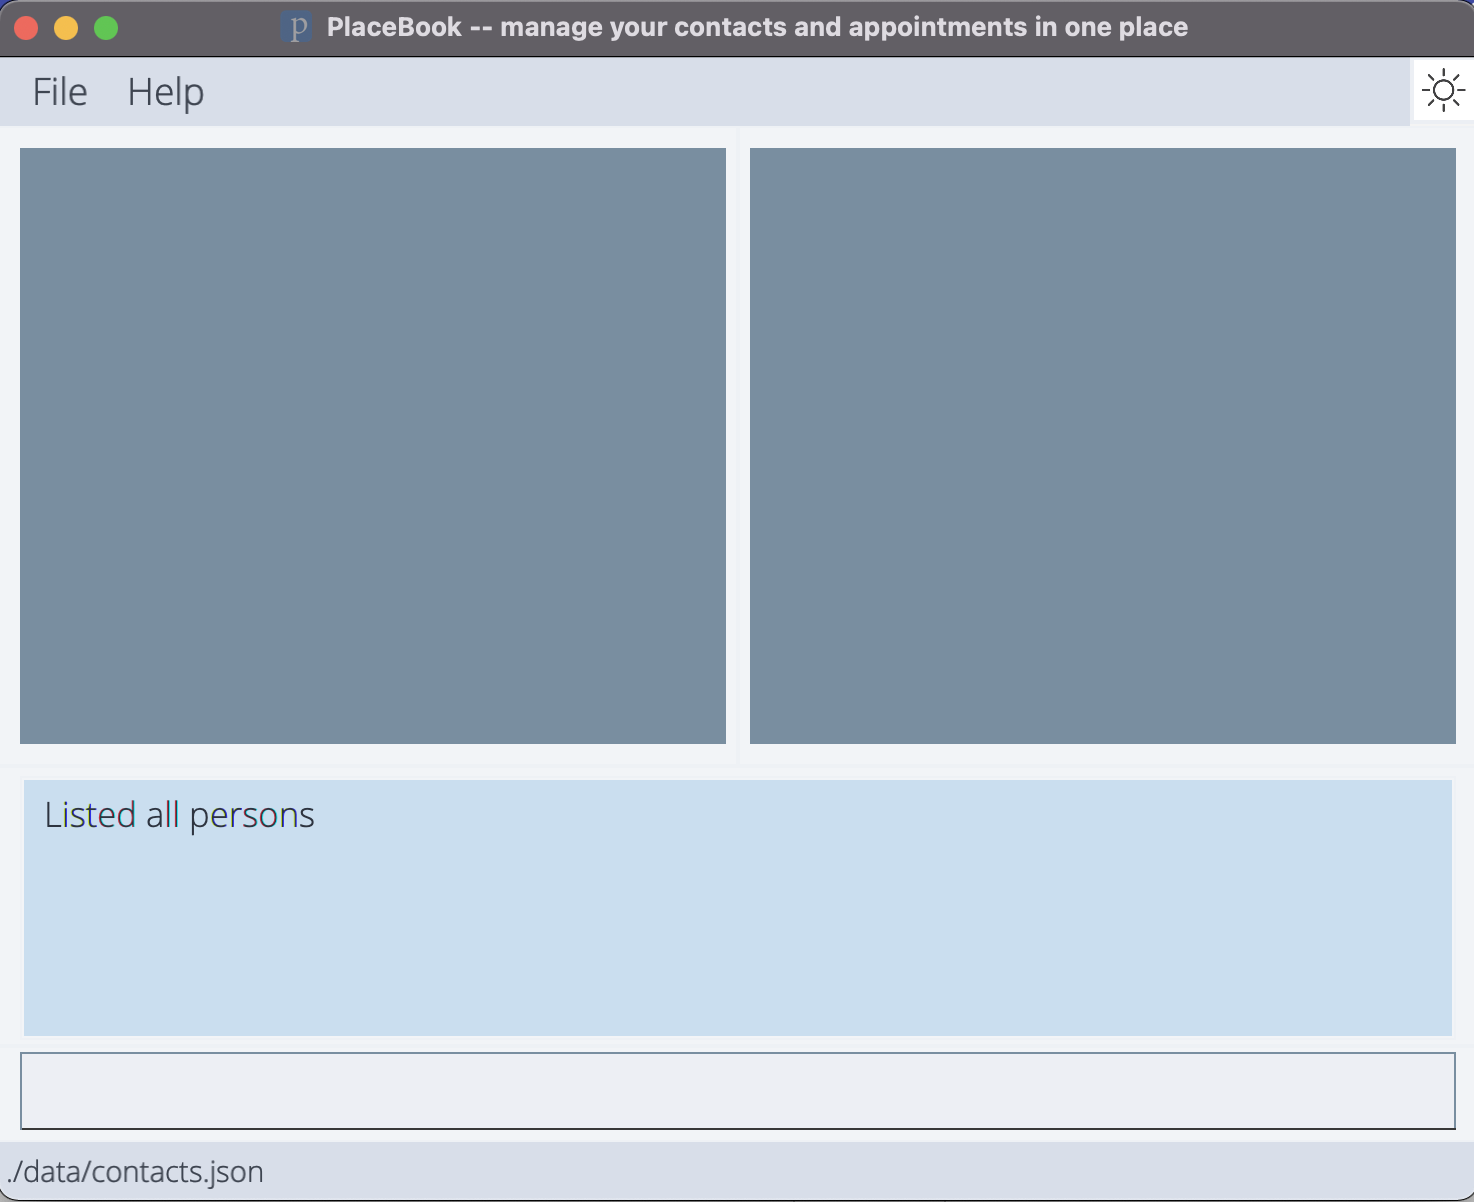 p PlaceBook -- manage your contacts and appointments in one place
File Help
Listed all persons
./data/contacts.json